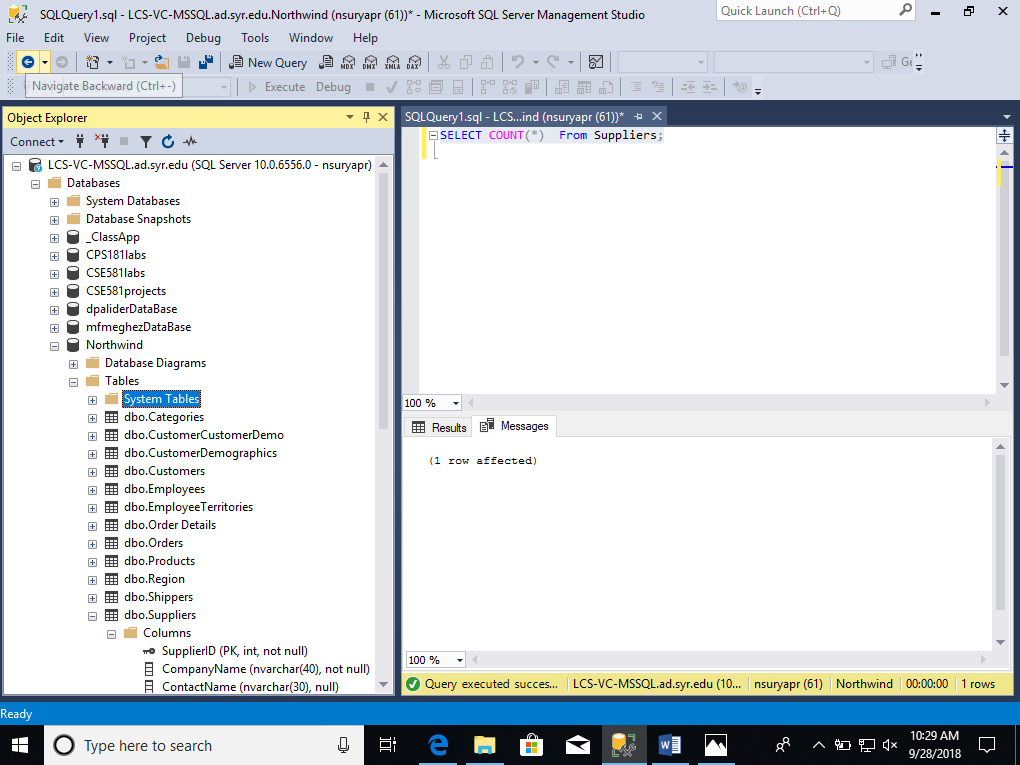 SQLQuery1.sql - LCS-VC-MSSQL.ad.syr.edu.Northwind (nsuryapr (61))* - Microsoft SQL Server Management Studio
Quick Launch (Ctrl+Q)
File Edit View Project Debug Tools Window Help
New Query MDX DMX XMLA DAX
Navigate Backward (Ctrl+-)
Execute Debug
Object Explorer
SQLQuery1.sql - LCS...ind (nsuryapr (61))*
Connect
SELECT COUNT(*) From Suppliers;
LCS-VC-MSSQL.ad.syr.edu (SQL Server 10.0.6556.0 - nsuryapr)
Databases
System Databases
Database Snapshots
_ClassApp
CPS181labs
CSE581labs
CSE581projects
dpaliderDataBase
mfmeghezDataBase
Northwind
Database Diagrams
Tables
System Tables
dbo.Categories
dbo.CustomerCustomerDemo
dbo.CustomerDemographics
dbo.Customers
dbo.Employees
dbo.EmployeeTerritories
dbo.Order Details
dbo.Orders
dbo.Products
dbo.Region
dbo.Shippers
dbo.Suppliers
Columns
SupplierID (PK, int, not null)
CompanyName (nvarchar(40), not null)
ContactName (nvarchar(30), null)
100 %
Results Messages
(1 row affected)
100 %
Query executed succes... LCS-VC-MSSQL.ad.syr.edu (10... nsuryapr (61) Northwind 00:00:00 1 rows
Ready
Type here to search
10:29 AM
9/28/2018